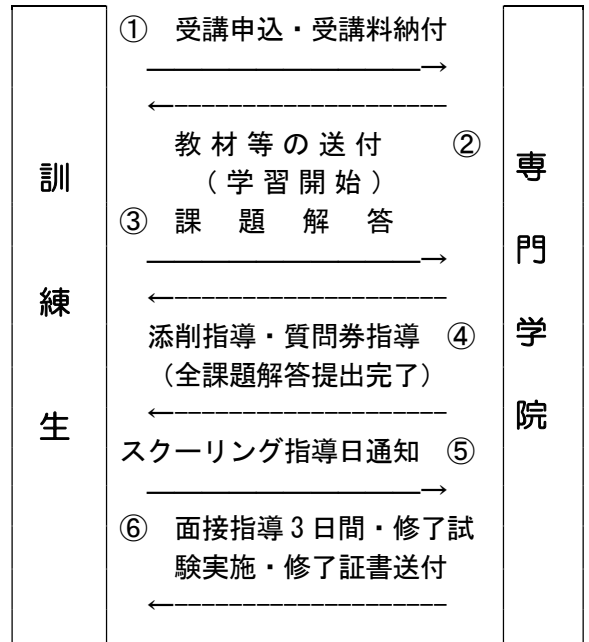 ① 受講申込・受講料納付
教材等の送付 ②
（学習開始）
③ 課題解答
添削指導・質問券指導 ④
（全課題解答提出完了）
スクーリング指導日通知 ⑤
⑥ 面接指導３日間・修了試
験実施・修了証書送付
訓練生
専門学院